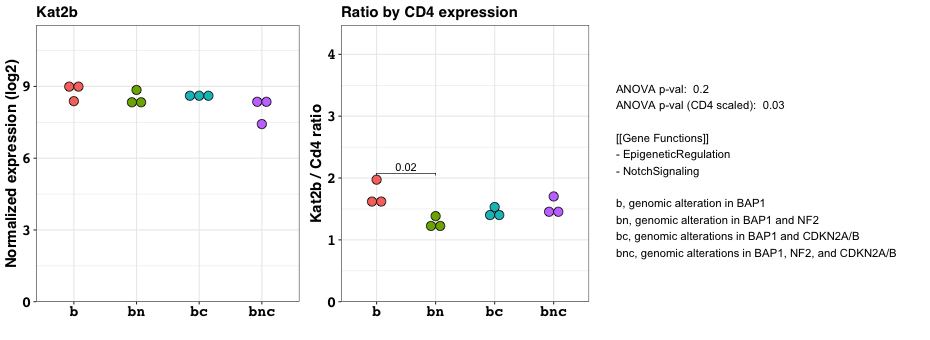 Kat2b
Normalized expression (log2)
9
6
3
0
b
bn
bc
bnc
Ratio by CD4 expression
Kat2b / Cd4 ratio
4
3
2
1
0
0.02
b
bn
bc
bnc
ANOVA p-val:  0.2
ANOVA p-val (CD4 scaled):  0.03
[[Gene Functions]]
- EpigeneticRegulation
- NotchSignaling
b, genomic alteration in BAP1
bn, genomic alteration in BAP1 and NF2
bc, genomic alterations in BAP1 and CDKN2A/B
bnc, genomic alterations in BAP1, NF2, and CDKN2A/B